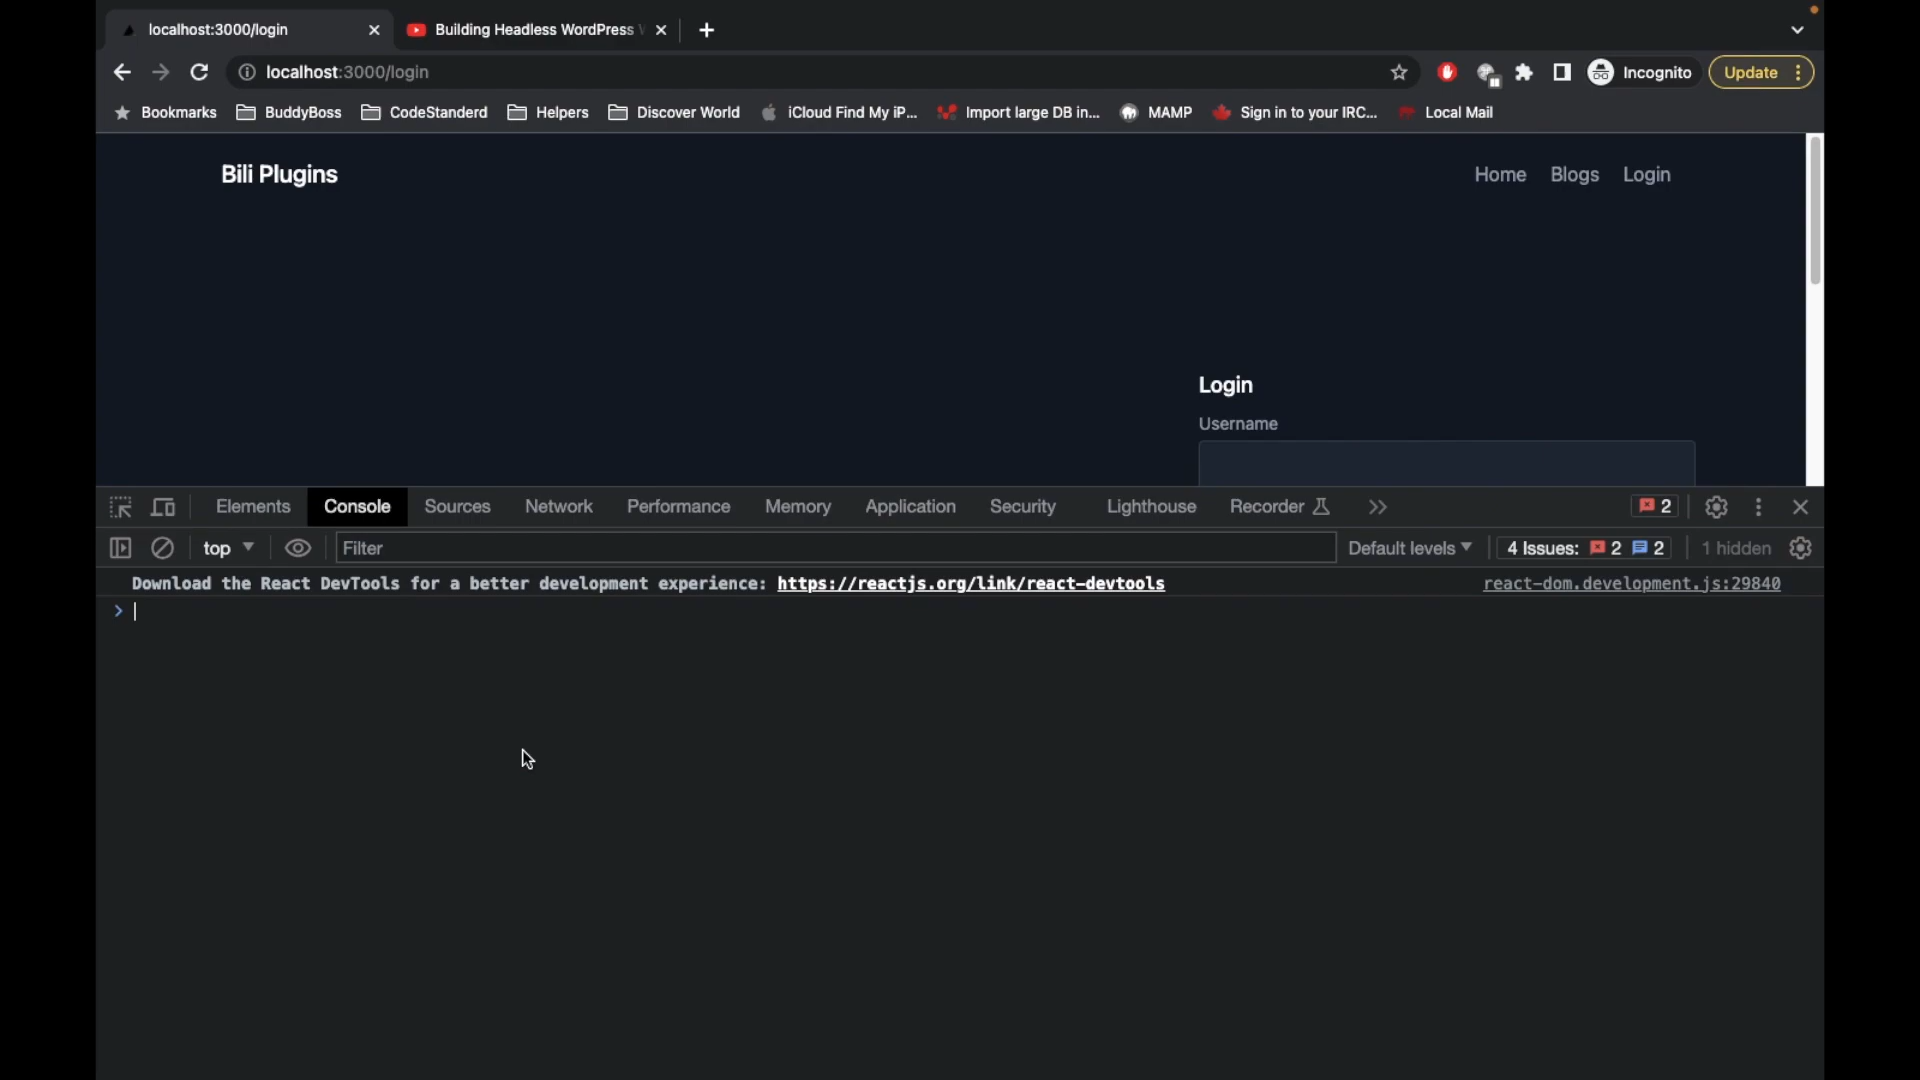 localhost:3000/login
Building Headless WordPress
localhost:3000/login
Incognito
Update
Bookmarks BuddyBoss CodeStanderd Helpers Discover World iCloud Find My iP... Import large DB in... MAMP Sign in to your IRC... Local Mail
Bili Plugins
Home Blogs Login
Login
Username
Elements Console Sources Network Performance Memory Application Security Lighthouse Recorder 2
top Filter Default levels 4 Issues: 2 2 1 hidden
Download the React DevTools for a better development experience: https://reactjs.org/link/react-devtools react-dom.development.js:29840